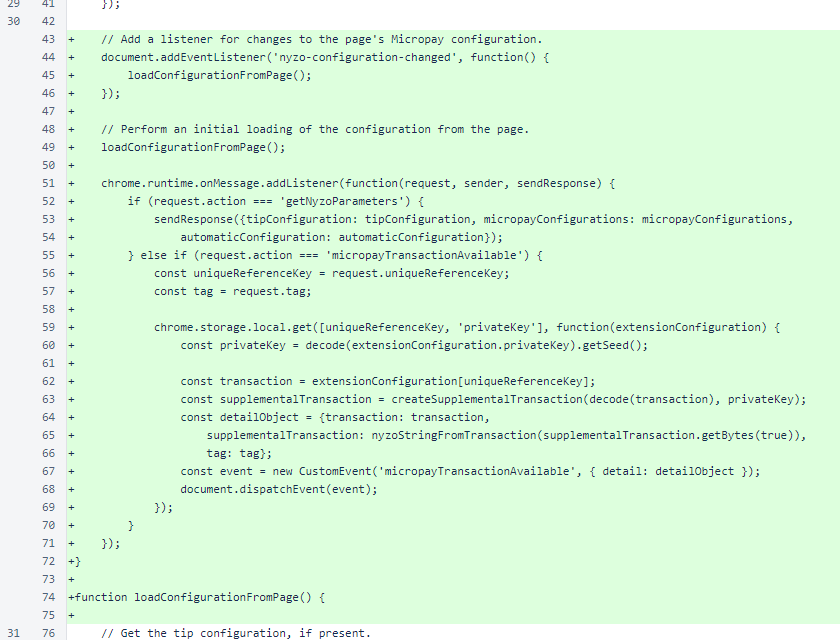 29 41 });
30 42
43 + // Add a listener for changes to the page's Micropay configuration.
44 + document.addEventListener('nyzo-configuration-changed', function() {
45 + loadConfigurationFromPage();
46 + });
47 +
48 + // Perform an initial loading of the configuration from the page.
49 + loadConfigurationFromPage();
50 +
51 + chrome.runtime.onMessage.addListener(function(request, sender, sendResponse) {
52 + if (request.action === 'getNyzoParameters') {
53 + sendResponse({tipConfiguration: tipConfiguration, micropayConfigurations: micropayConfigurations,
54 + automaticConfiguration: automaticConfiguration});
55 + } else if (request.action === 'micropayTransactionAvailable') {
56 + const uniqueReferenceKey = request.uniqueReferenceKey;
57 + const tag = request.tag;
58 +
59 + chrome.storage.local.get([uniqueReferenceKey, 'privateKey'], function(extensionConfiguration) {
60 + const privateKey = decode(extensionConfiguration.privateKey).getSeed();
61 +
62 + const transaction = extensionConfiguration[uniqueReferenceKey];
63 + const supplementalTransaction = createSupplementalTransaction(decode(transaction), privateKey);
64 + const detailObject = {transaction: transaction,
65 + supplementalTransaction: nyzoStringFromTransaction(supplementalTransaction.getBytes(true)),
66 + tag: tag};
67 + const event = new CustomEvent('micropayTransactionAvailable', { detail: detailObject });
68 + document.dispatchEvent(event);
69 + });
70 + }
71 + });
72 +}
73 +
74 +function loadConfigurationFromPage() {
75 +
31 76 // Get the tip configuration, if present.